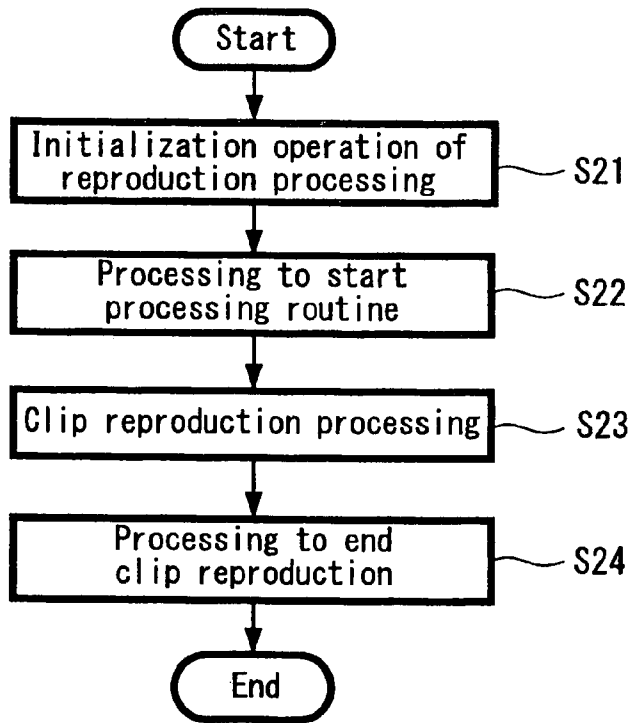 Start
Initialization operation of
reproduction processing
S21
Processing to start
processing routine
S22
Clip reproduction processing
S23
Processing to end
clip reproduction
S24
End